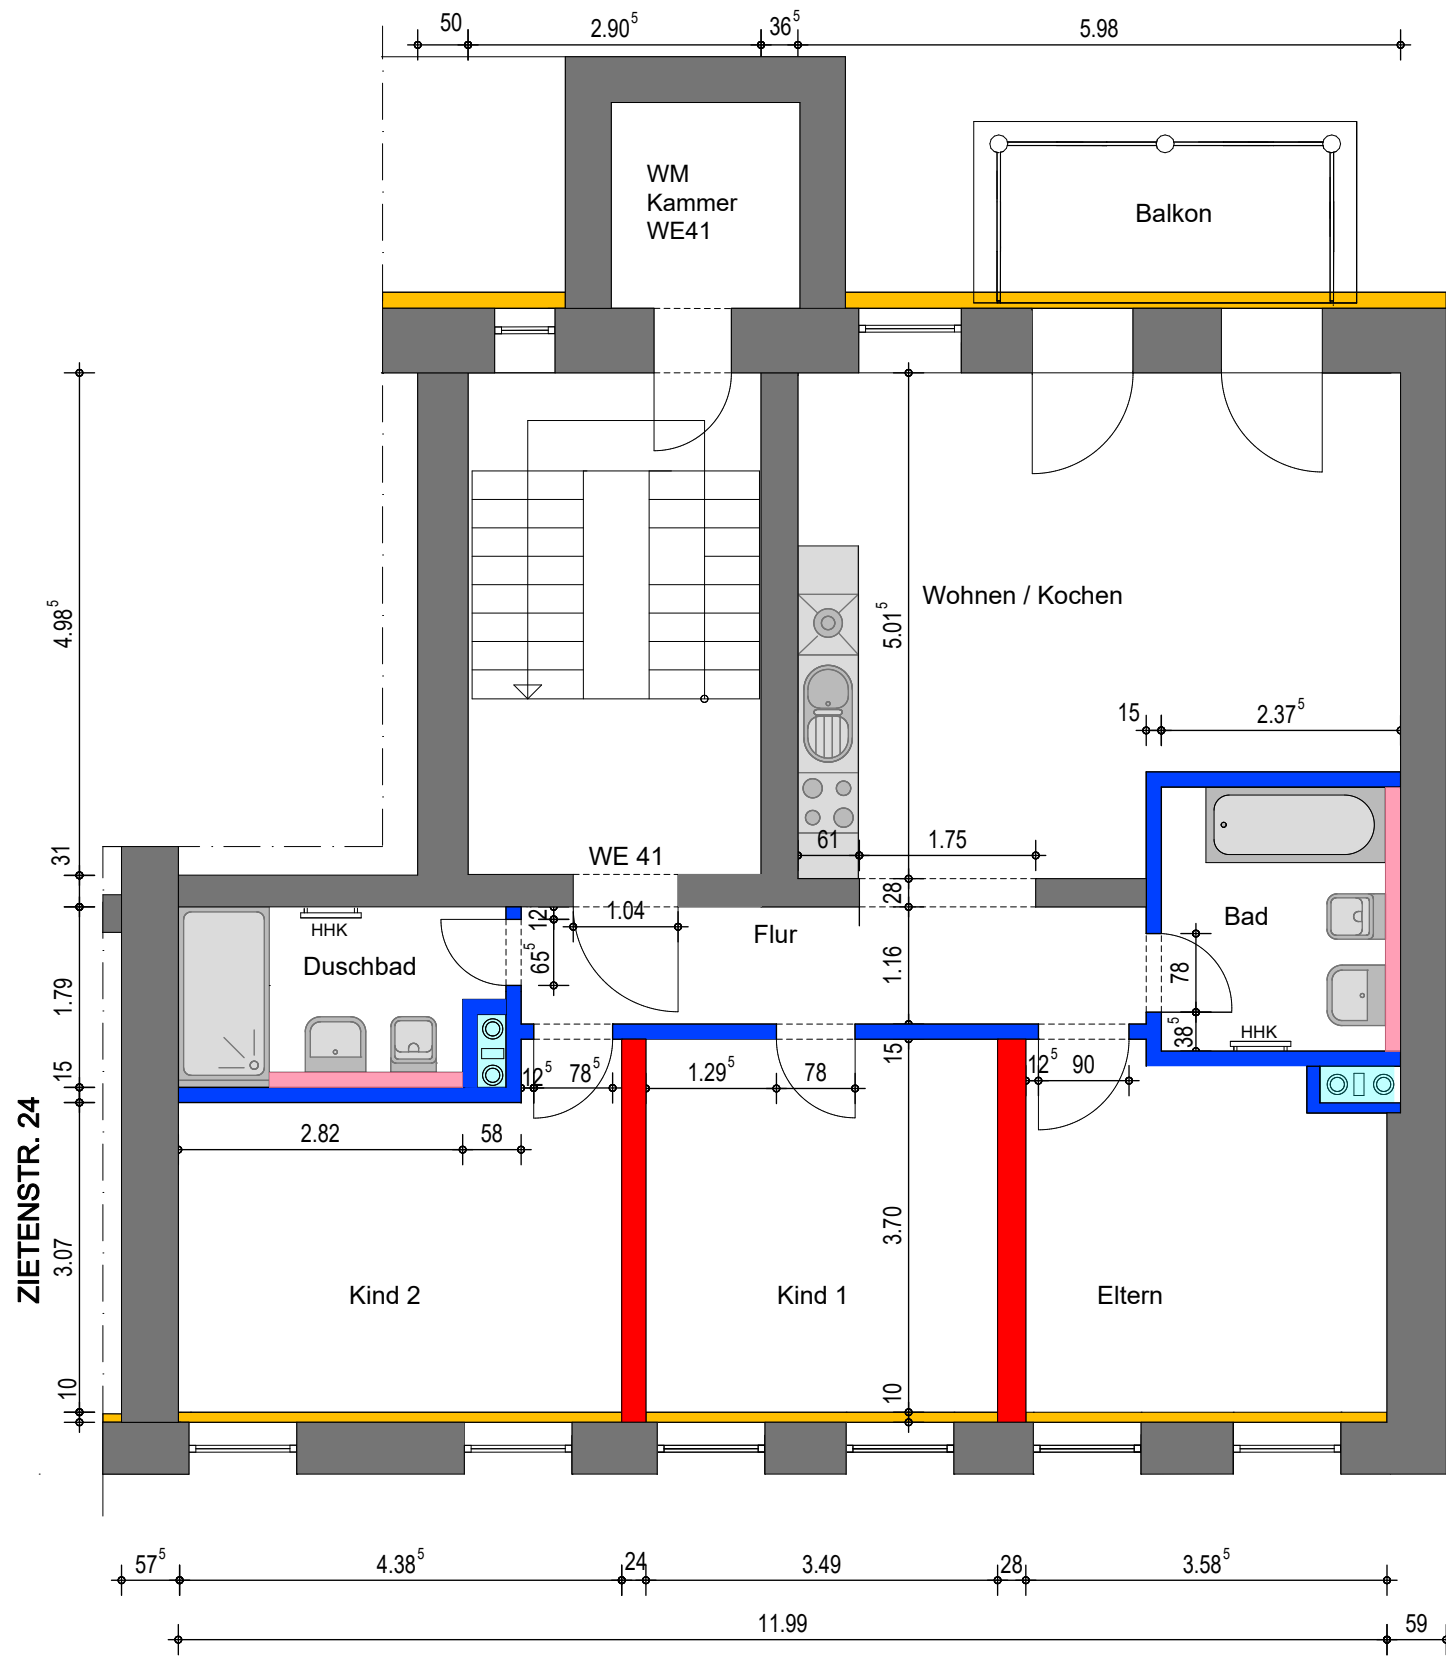 50 2.90⁵ 36⁵ 5.98
WM
Kammer
WE41
Balkon
4.98⁵
5.01⁵
Wohnen / Kochen
15 2.37⁵
61 1.75
WE 41
31
28
12
1.04
Flur
Bad
HHK
Duschbad
65⁵
1.16
78
1.79
38⁵
HHK
15
12⁵ 78⁵
1.29⁵ 78
15
12⁵ 90
2.82 58
ZIETENSTR. 24
3.07
3.70
Kind 2
Kind 1
Eltern
10
10
57⁵ 4.38⁵ 24 3.49 28 3.58⁵
11.99 59